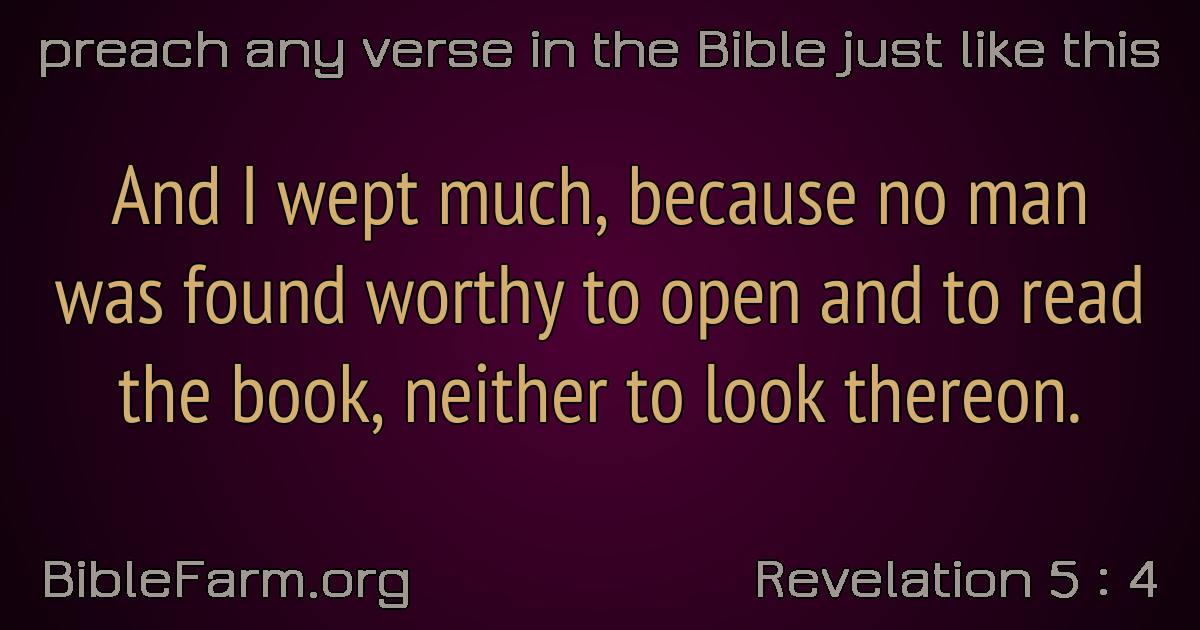 preach any verse in the Bible just like this
And I wept much, because no man
was found worthy to open and to read
the book, neither to look thereon.
BibleFarm.org
Revelation 5 : 4